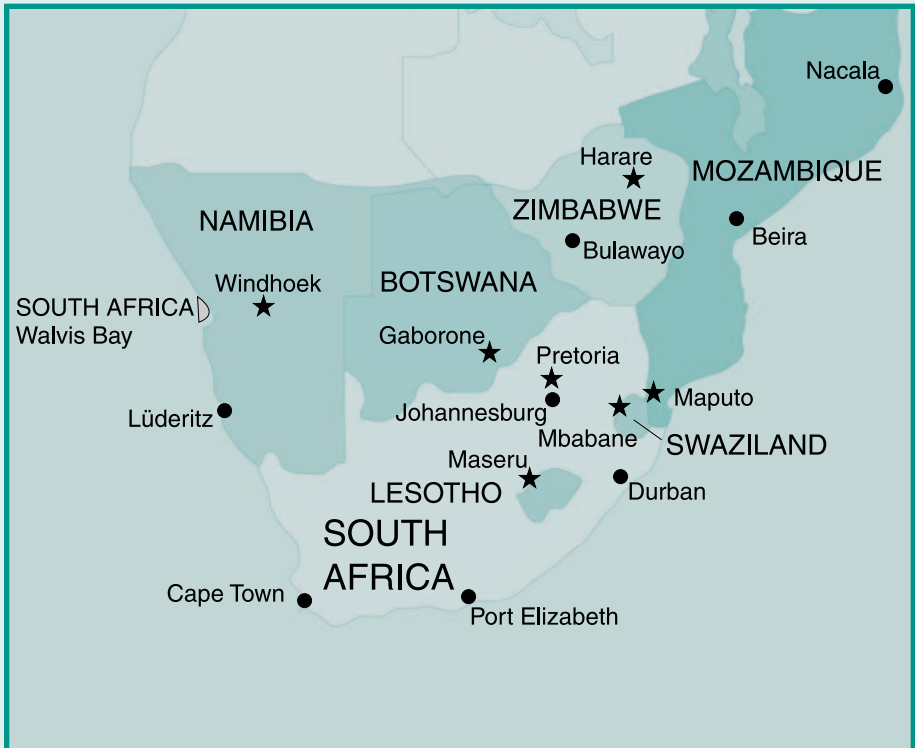 Nacala
Harare
MOZAMBIQUE
ZIMBABWE
NAMIBIA
Beira
Bulawayo
Windhoek
BOTSWANA
SOUTH AFRICA
Walvis Bay
Gaborone
Pretoria
Maputo
Johannesburg
Lüderitz
Mbabane
SWAZILAND
Maseru
Durban
LESOTHO
SOUTH
AFRICA
Cape Town
Port Elizabeth